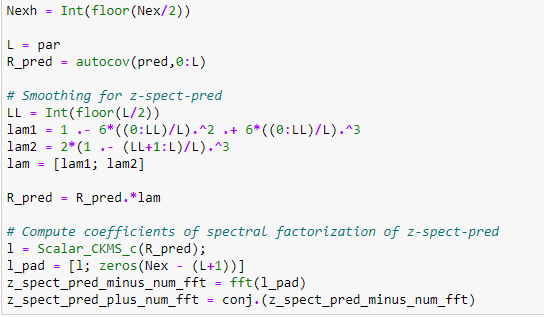 Nexh = Int(floor(Nex/2))
L = par
R_pred = autocov(pred,0:L)
# Smoothing for z-spect-pred
LL = Int(floor(L/2))
lam1 = 1 .- 6*((0:LL)/L).^2 .+ 6*((0:LL)/L).^3
lam2 = 2*(1 .- (LL+1:L)/L).^3
lam = [lam1; lam2]
R_pred = R_pred.*lam
# Compute coefficients of spectral factorization of z-spect-pred
l = Scalar_CKMS_c(R_pred);
l_pad = [l; zeros(Nex - (L+1))]
z_spect_pred_minus_num_fft = fft(l_pad)
z_spect_pred_plus_num_fft = conj.(z_spect_pred_minus_num_fft)